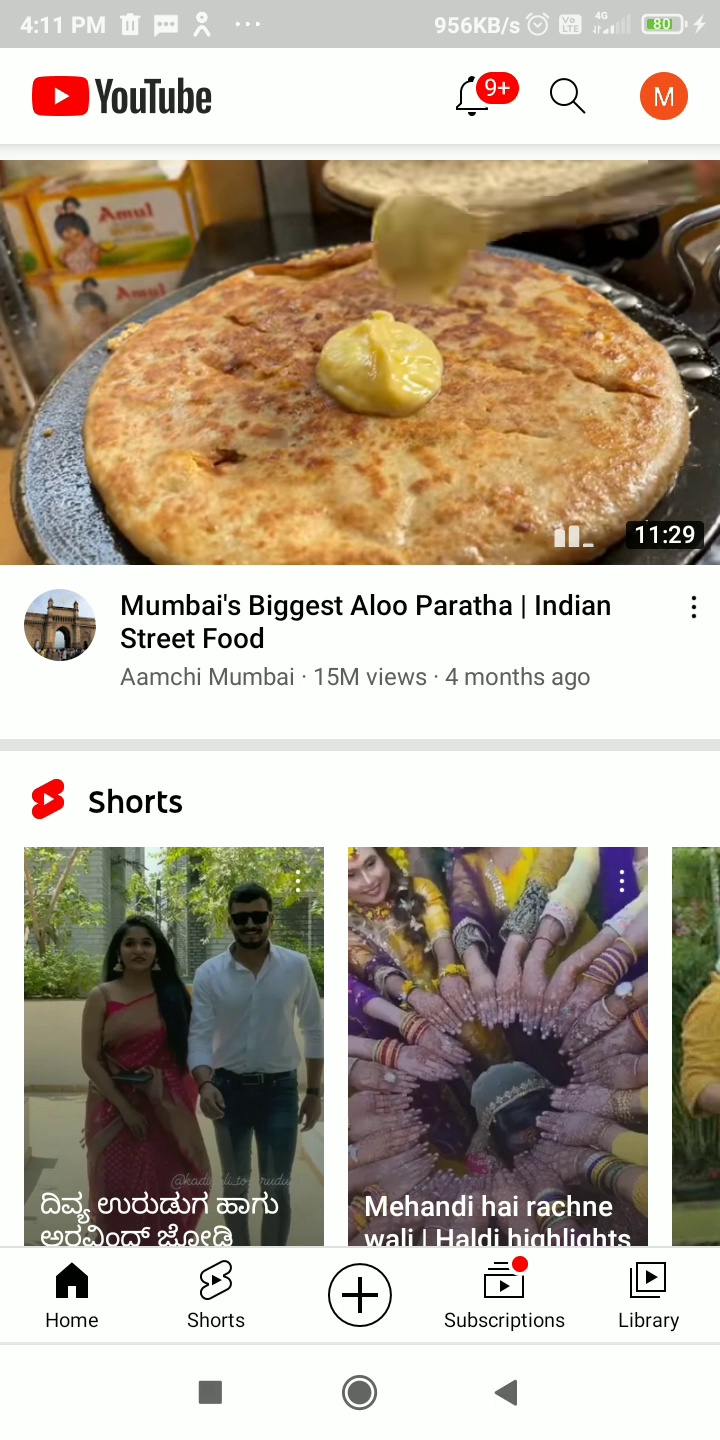 4:11 PM
956KB/s
Vo LTE
4G
80
YouTube
9+
M
Amul
Amul
11:29
Mumbai's Biggest Aloo Paratha | Indian
Street Food
Aamchi Mumbai · 15M views · 4 months ago
Shorts
ದಿವ್ಯ ಉರುಡುಗ ಹಾಗು
ಅರವಿಂದ್ ಜೋಡಿ
Mehandi hai rachne
wali | Haldi highlights
Home
Shorts
Subscriptions
Library